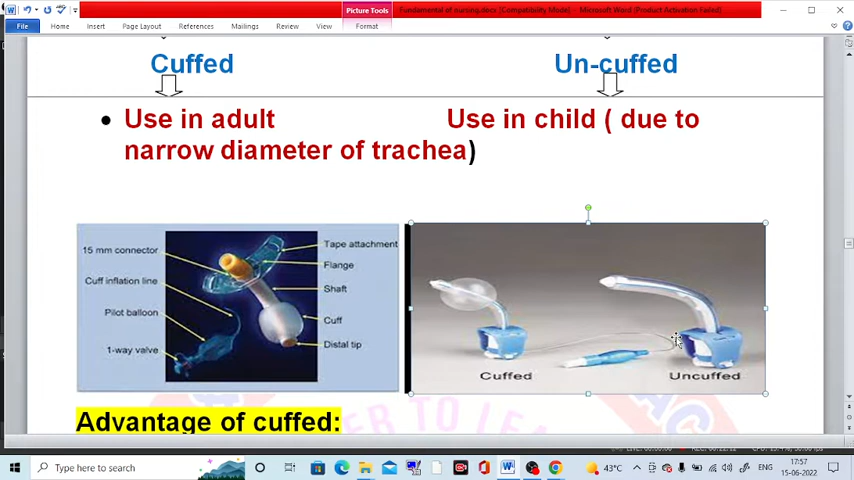 Picture Tools
Fundamental of nursing.docx [Compatibility Mode] - Microsoft Word (Product Activation Failed)
File Home Insert Page Layout References Mailings Review View Format
Cuffed Un-cuffed
Use in adult Use in child ( due to
narrow diameter of trachea)
15 mm connector
Cuff inflation line
Pilot balloon
1-way valve
Tape attachment
Flange
Shaft
Cuff
Distal tip
Cuffed Uncuffed
Advantage of cuffed:
TO LEA
Type here to search
43°C
ENG
17:57
15-06-2022